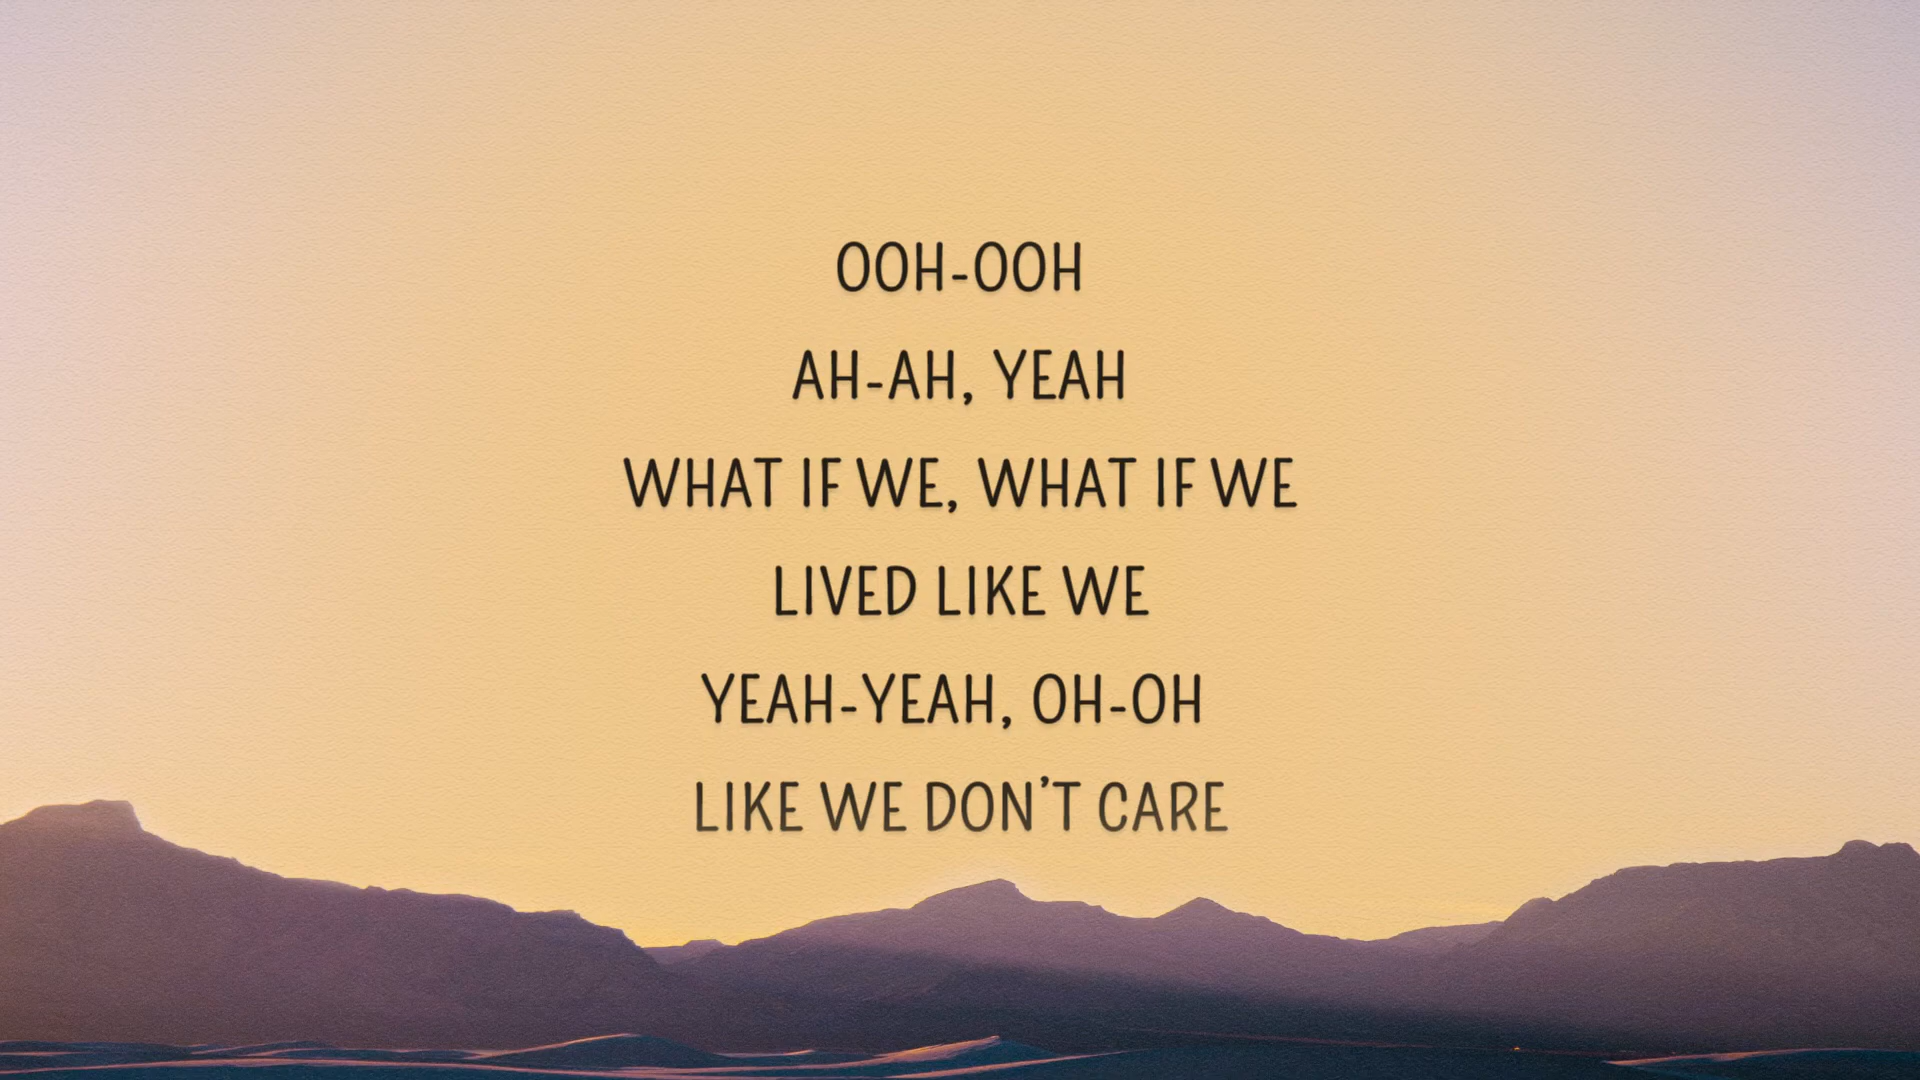 OOH-OOH
AH-AH, YEAH
WHAT IF WE, WHAT IF WE
LIVED LIKE WE
YEAH-YEAH, OH-OH
LIKE WE DON'T CARE